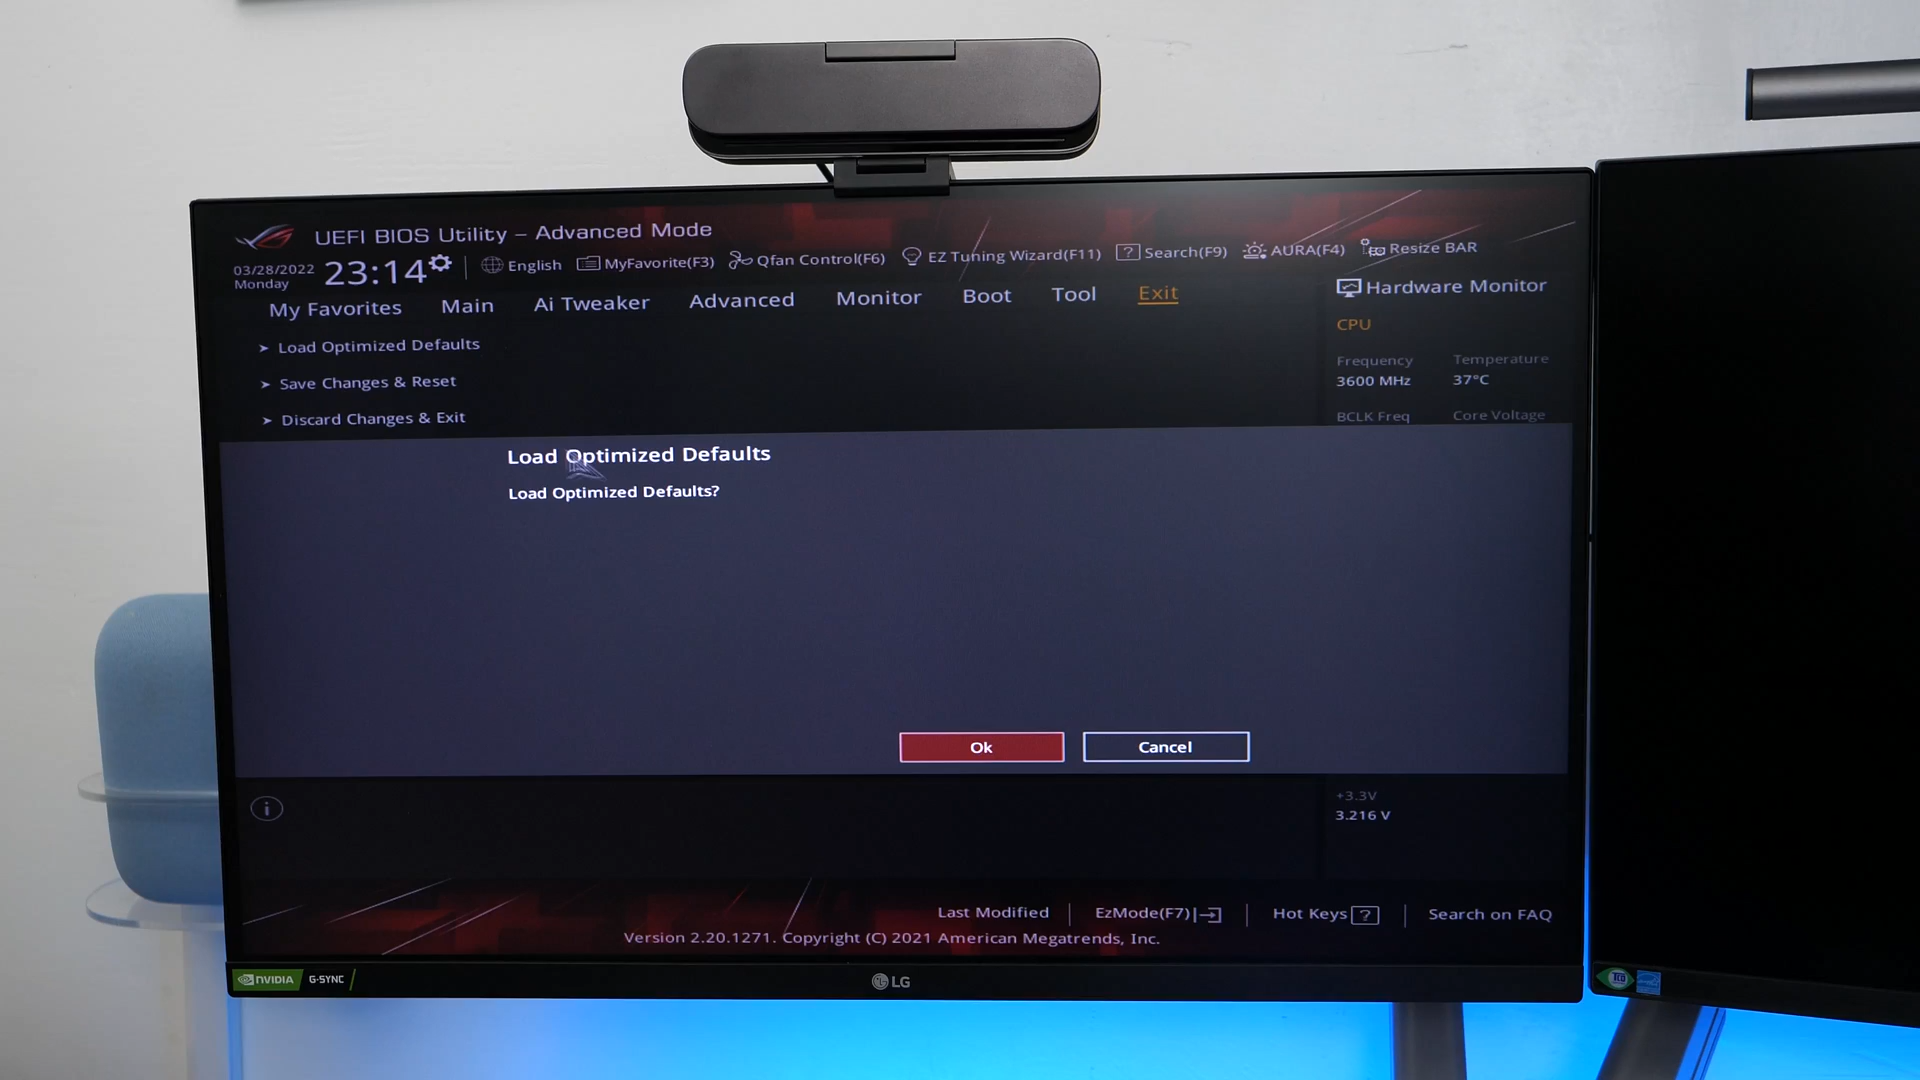 UEFI BIOS Utility – Advanced Mode
03/28/2022
Monday
23:14
English
MyFavorite(F3)
Qfan Control(F6)
EZ Tuning Wizard(F11)
? Search(F9)
AURA(F4)
Resize BAR
My Favorites
Main
Ai Tweaker
Advanced
Monitor
Boot
Tool
Exit
Hardware Monitor
Load Optimized Defaults
Save Changes & Reset
Discard Changes & Exit
CPU
Frequency
Temperature
3600 MHz
37°C
BCLK Freq
Core Voltage
Load Optimized Defaults
Load Optimized Defaults?
Ok
Cancel
i
+3.3V
3.216 V
Last Modified
EzMode(F7)
Hot Keys ?
Search on FAQ
Version 2.20.1271. Copyright (C) 2021 American Megatrends, Inc.
NVIDIA G-SYNC
LG
TCO